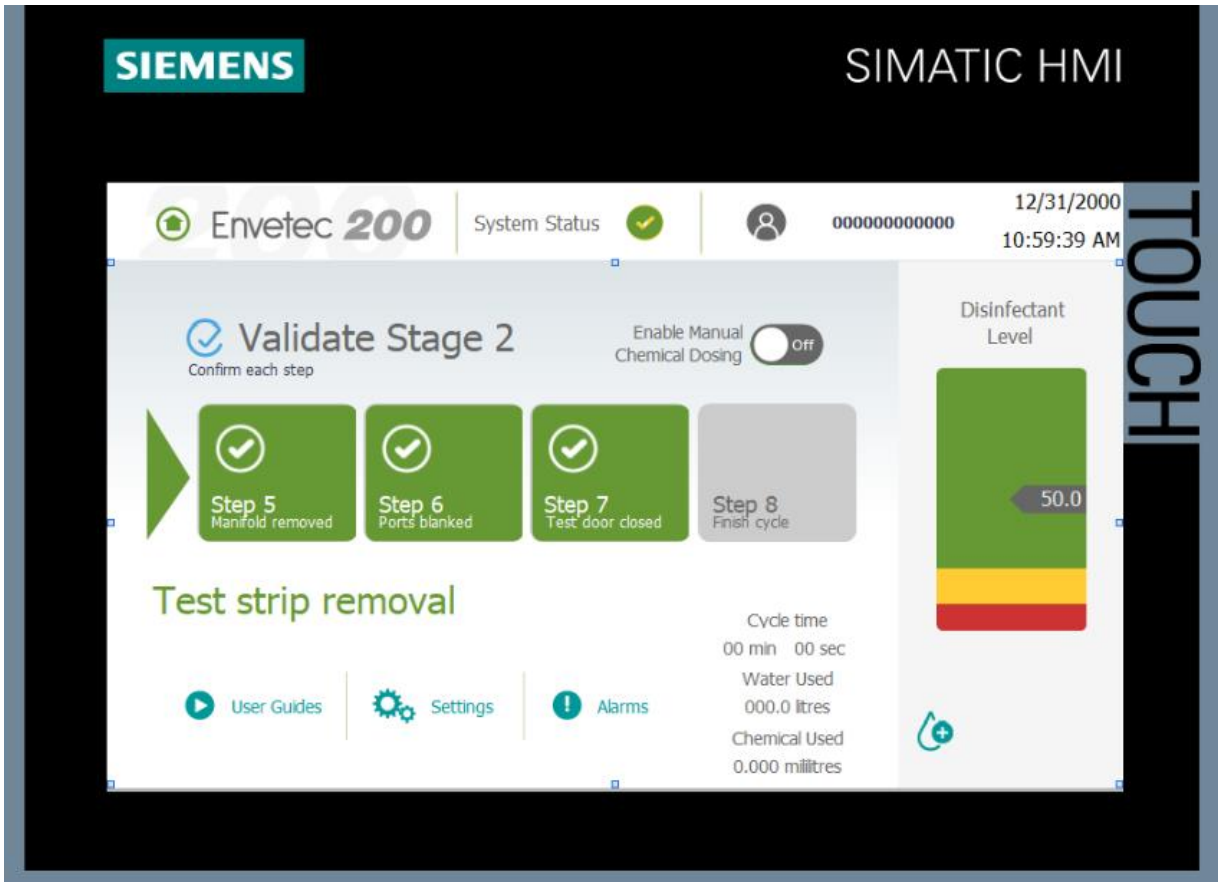 SIEMENS
SIMATIC HMI
TOUCH
Envetec 200
System Status
000000000000
12/31/2000
10:59:39 AM
Validate Stage 2
Confirm each step
Enable Manual
Chemical Dosing
Off
Disinfectant
Level
50.0
Step 5
Manifold removed
Step 6
Ports blanked
Step 7
Test door closed
Step 8
Finish cycle
Test strip removal
Cycle time
00 min 00 sec
Water Used
000.0 litres
Chemical Used
0.000 millitres
User Guides
Settings
Alarms
200